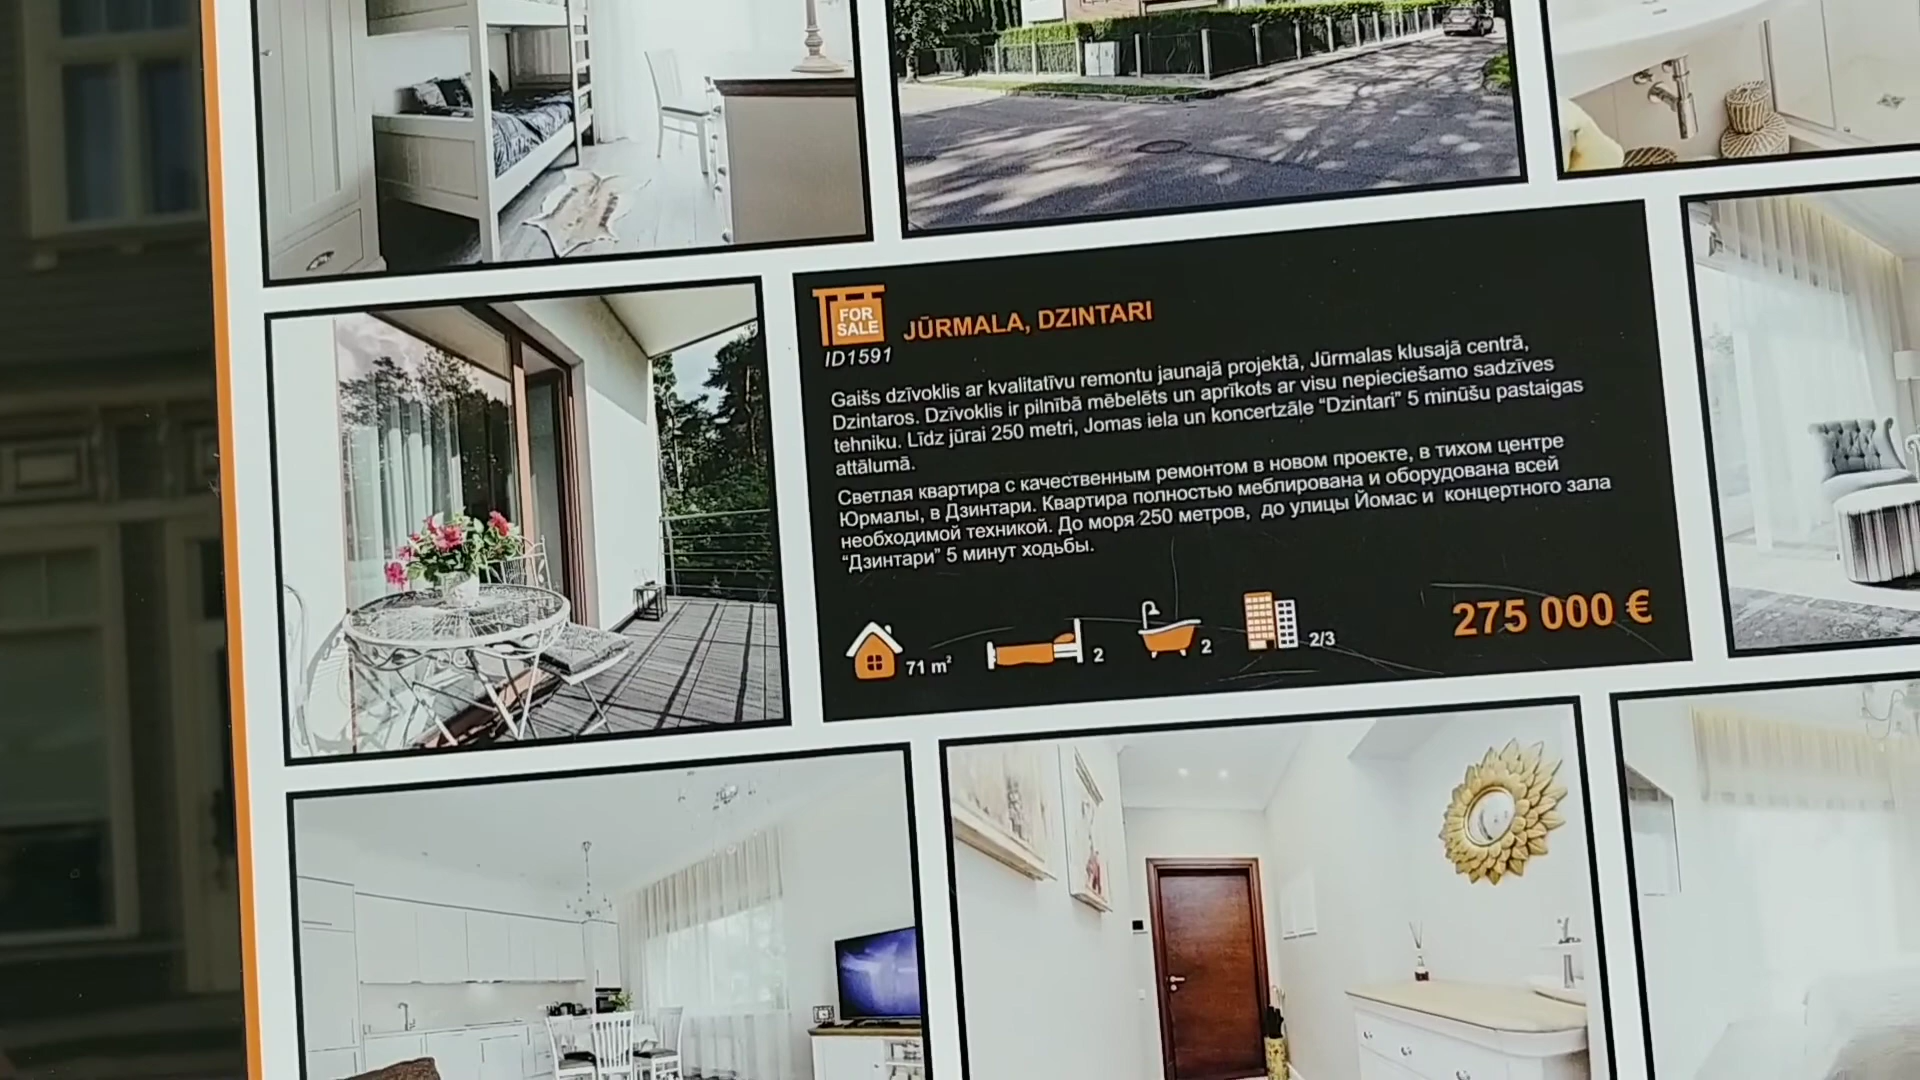 FOR
SALE
ID1591
JŪRMALA, DZINTARI
Gaišs dzīvoklis ar kvalitatīvu remontu jaunajā projektā, Jūrmalas klusajā centrā,
Dzintaros. Dzīvoklis ir pilnībā mēbelēts un aprīkots ar visu nepieciešamo sadzīves
tehniku. Līdz jūrai 250 metri, Jomas iela un koncertzāle “Dzintari” 5 minūšu pastaigas
attālumā.
Светлая квартира с качественным ремонтом в новом проекте, в тихом центре
Юрмалы, в Дзинтари. Квартира полностью меблирована и оборудована всей
необходимой техникой. До моря 250 метров, до улицы Йомас и концертного зала
“Дзинтари” 5 минут ходьбы.
71 m²
2
2
2/3
275 000 €